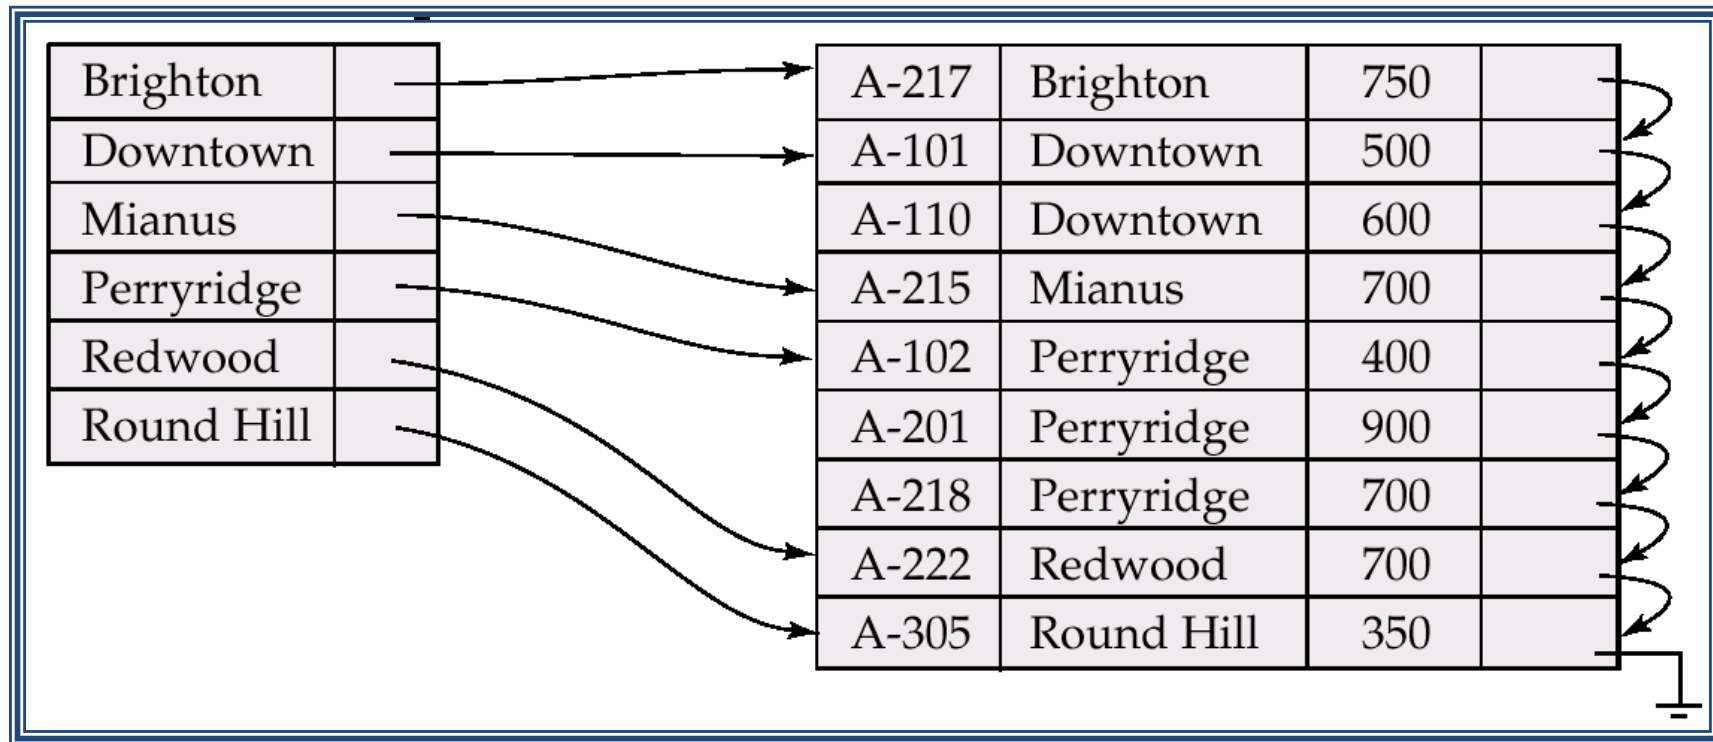 Brighton
Downtown
Mianus
Perryridge
Redwood
Round Hill
A-217 Brighton 750
A-101 Downtown 500
A-110 Downtown 600
A-215 Mianus 700
A-102 Perryridge 400
A-201 Perryridge 900
A-218 Perryridge 700
A-222 Redwood 700
A-305 Round Hill 350